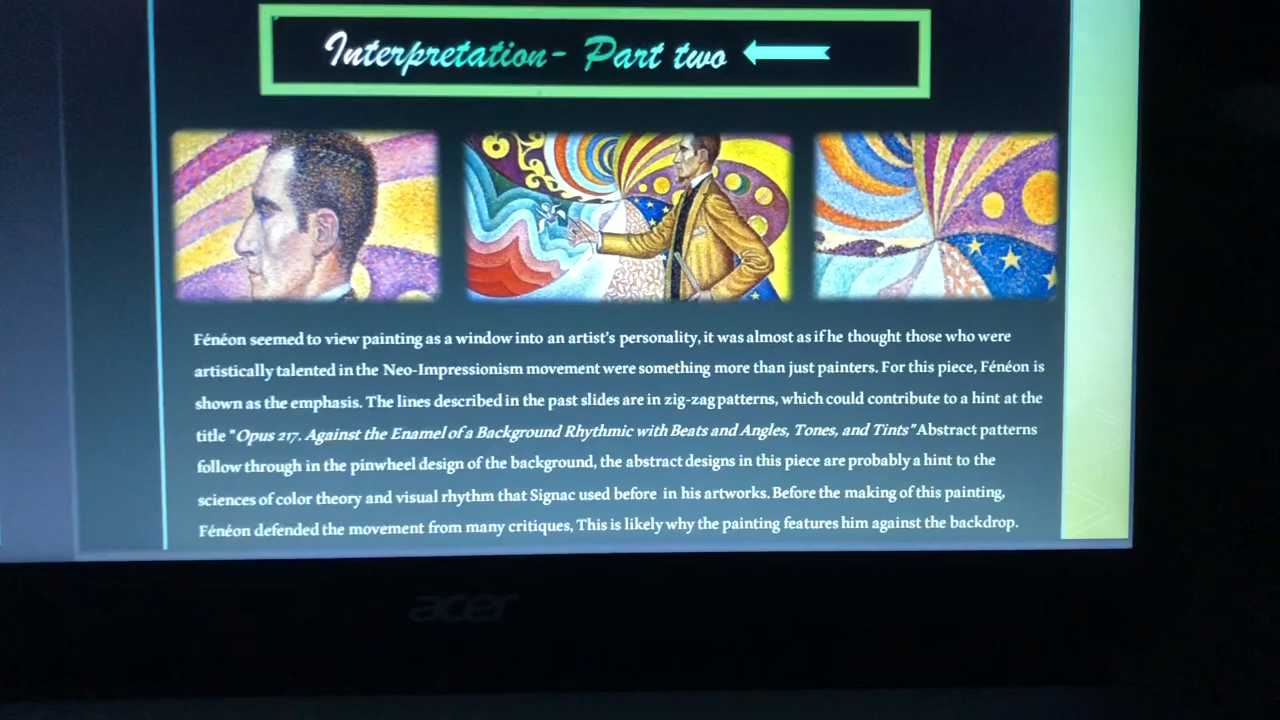 Interpretation- Part two
Fénéon seemed to view painting as a window into an artist's personality, it was almost as if he thought those who were
artistically talented in the Neo-Impressionism movement were something more than just painters. For this piece, Fénéon is
shown as the emphasis. The lines described in the past slides are in zig-zag patterns, which could contribute to a hint at the
title "Opus 217. Against the Enamel of a Background Rhythmic with Beats and Angles, Tones, and Tints" Abstract patterns
follow through in the pinwheel design of the background, the abstract designs in this piece are probably a hint to the
sciences of color theory and visual rhythm that Signac used before in his artworks. Before the making of this painting,
Fénéon defended the movement from many critiques, This is likely why the painting features him against the backdrop.
acer